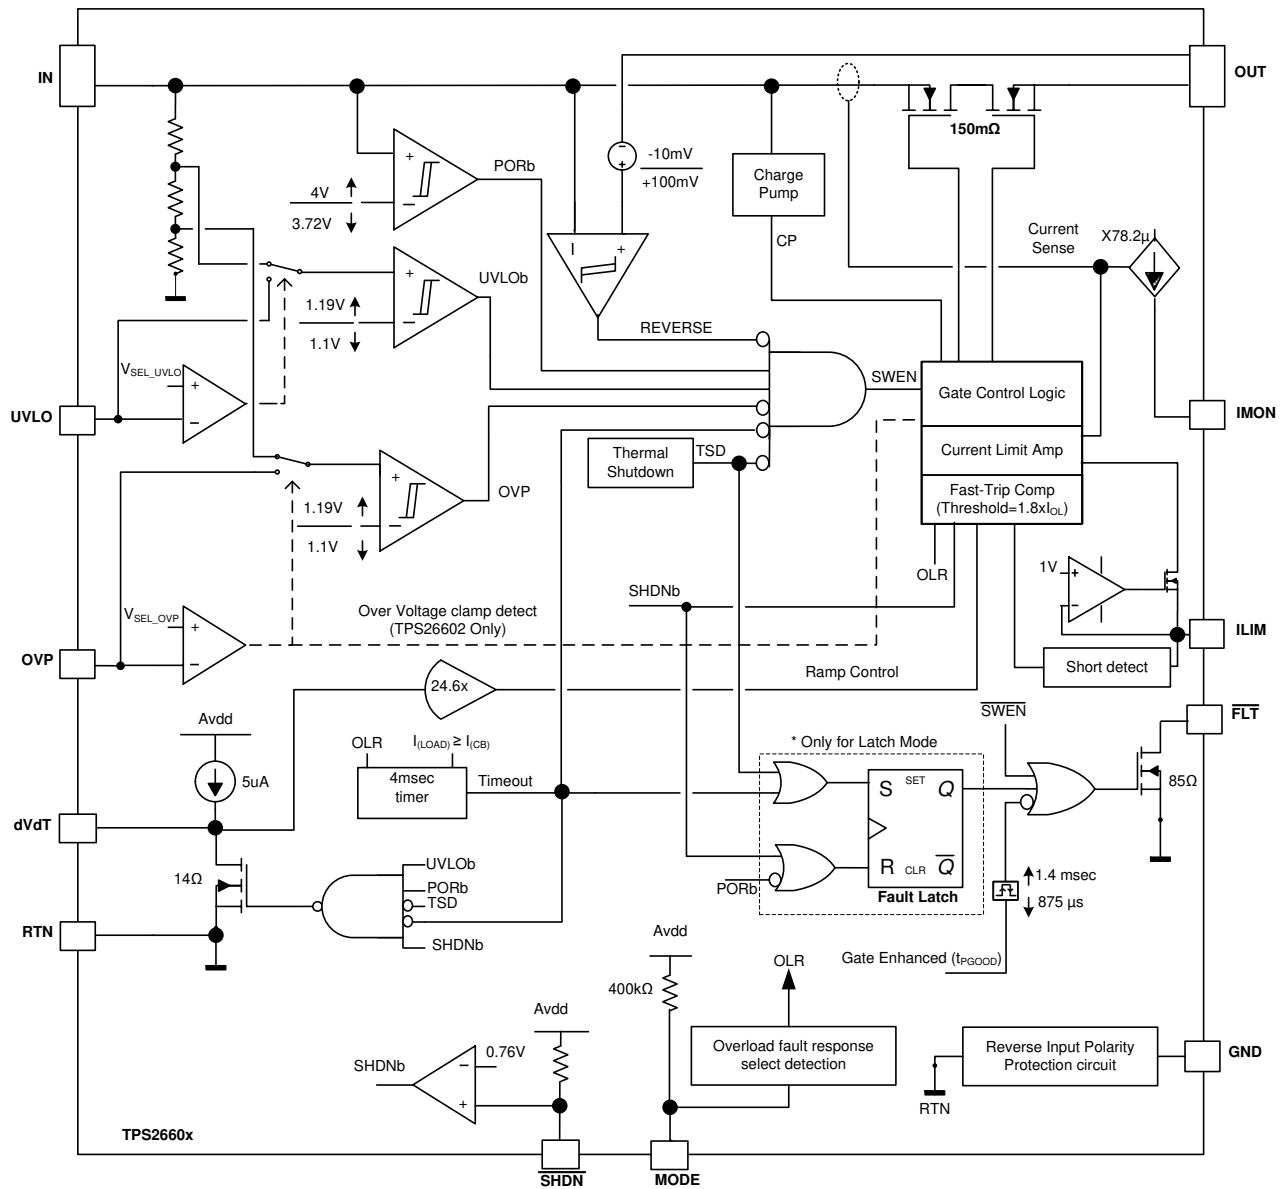 IN
OUT
150mΩ
-10mV
+100mV
PORb
4V
3.72V
Charge
Pump
CP
Current
Sense
X78.2µ
UVLOb
1.19V
1.1V
REVERSE
VSEL_UVLO
UVLO
SWEN
Gate Control Logic
IMON
Current Limit Amp
Thermal
Shutdown
TSD
Fast-Trip Comp
(Threshold=1.8xIOL)
OVP
1.19V
1.1V
OLR
1V
SHDNb
Over Voltage clamp detect
(TPS26602 Only)
VSEL_OVP
OVP
ILIM
Short detect
Ramp Control
24.6x
SWEN
FLT
Avdd
OLR
I(LOAD) ≥ I(CB)
* Only for Latch Mode
5uA
4msec
timer
Timeout
S
SET
Q
85Ω
dVdT
14Ω
UVLOb
PORb
TSD
SHDNb
PORb
R
CLR
Q
Fault Latch
1.4 msec
875 µs
RTN
Avdd
400kΩ
OLR
Gate Enhanced (tPGOOD)
Avdd
SHDNb
0.76V
Overload fault response
select detection
Reverse Input Polarity
Protection circuit
GND
RTN
TPS2660x
SHDN
MODE